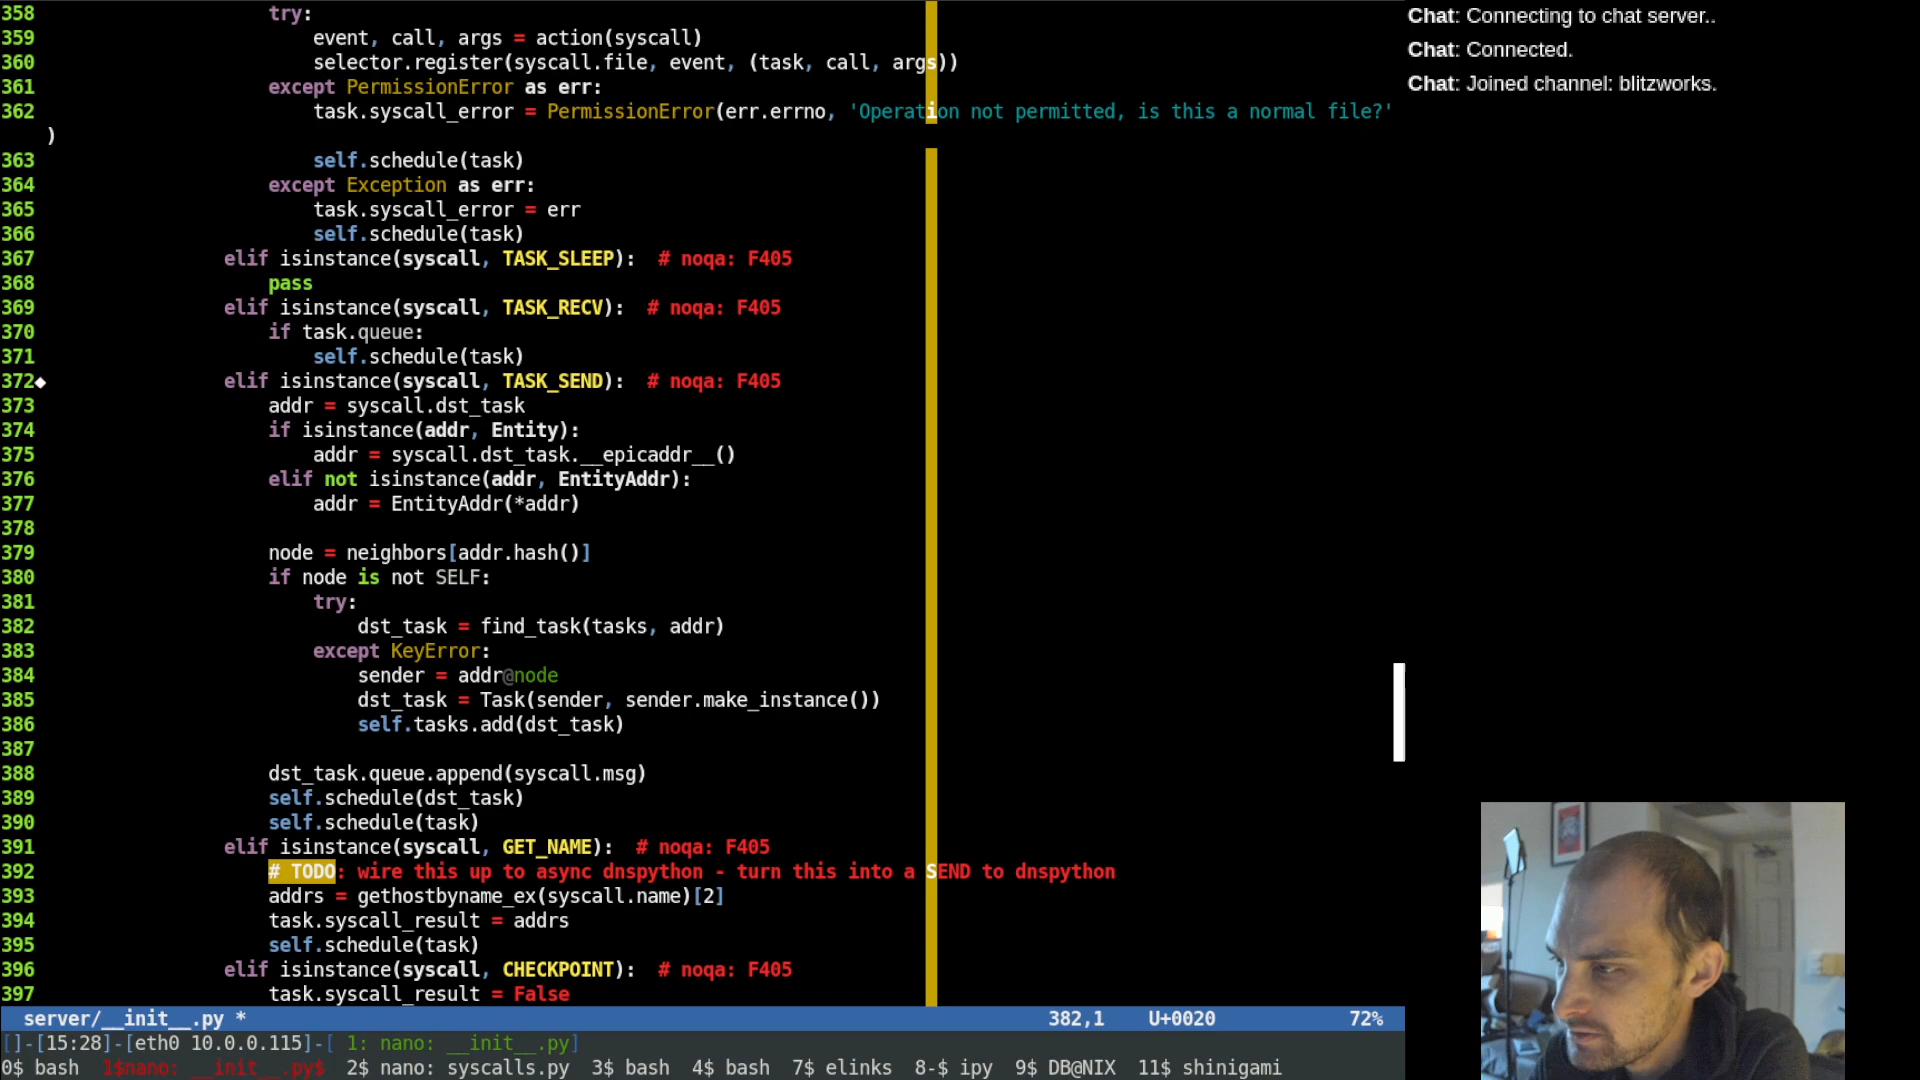 358                     try:
359                         event, call, args = action(syscall)
360                         selector.register(syscall.file, event, (task, call, args))
361                     except PermissionError as err:
362                         task.syscall_error = PermissionError(err.errno, 'Operation not permitted, is this a normal file?'
)
363                         self.schedule(task)
364                     except Exception as err:
365                         task.syscall_error = err
366                         self.schedule(task)
367                 elif isinstance(syscall, TASK_SLEEP):  # noqa: F405
368                     pass
369                 elif isinstance(syscall, TASK_RECV):  # noqa: F405
370                     if task.queue:
371                         self.schedule(task)
372◆                elif isinstance(syscall, TASK_SEND):  # noqa: F405
373                     addr = syscall.dst_task
374                     if isinstance(addr, Entity):
375                         addr = syscall.dst_task.__epicaddr__()
376                     elif not isinstance(addr, EntityAddr):
377                         addr = EntityAddr(*addr)
378
379                     node = neighbors[addr.hash()]
380                     if node is not SELF:
381                         try:
382                             dst_task = find_task(tasks, addr)
383                         except KeyError:
384                             sender = addr@node
385                             dst_task = Task(sender, sender.make_instance())
386                             self.tasks.add(dst_task)
387
388                     dst_task.queue.append(syscall.msg)
389                     self.schedule(dst_task)
390                     self.schedule(task)
391                 elif isinstance(syscall, GET_NAME):  # noqa: F405
392                     # TODO: wire this up to async dnspython - turn this into a SEND to dnspython
393                     addrs = gethostbyname_ex(syscall.name)[2]
394                     task.syscall_result = addrs
395                     self.schedule(task)
396                 elif isinstance(syscall, CHECKPOINT):  # noqa: F405
397                     task.syscall_result = False
server/__init__.py *   382,1   U+0020   72%
[]-[15:28]-[eth0 10.0.0.115]-[ 1: nano: __init__.py]
0$ bash  1$nano: __init__.py$  2$ nano: syscalls.py  3$ bash  4$ bash  7$ elinks  8-$ ipy  9$ DB@NIX  11$ shinigami
Chat: Connecting to chat server..
Chat: Connected.
Chat: Joined channel: blitzworks.